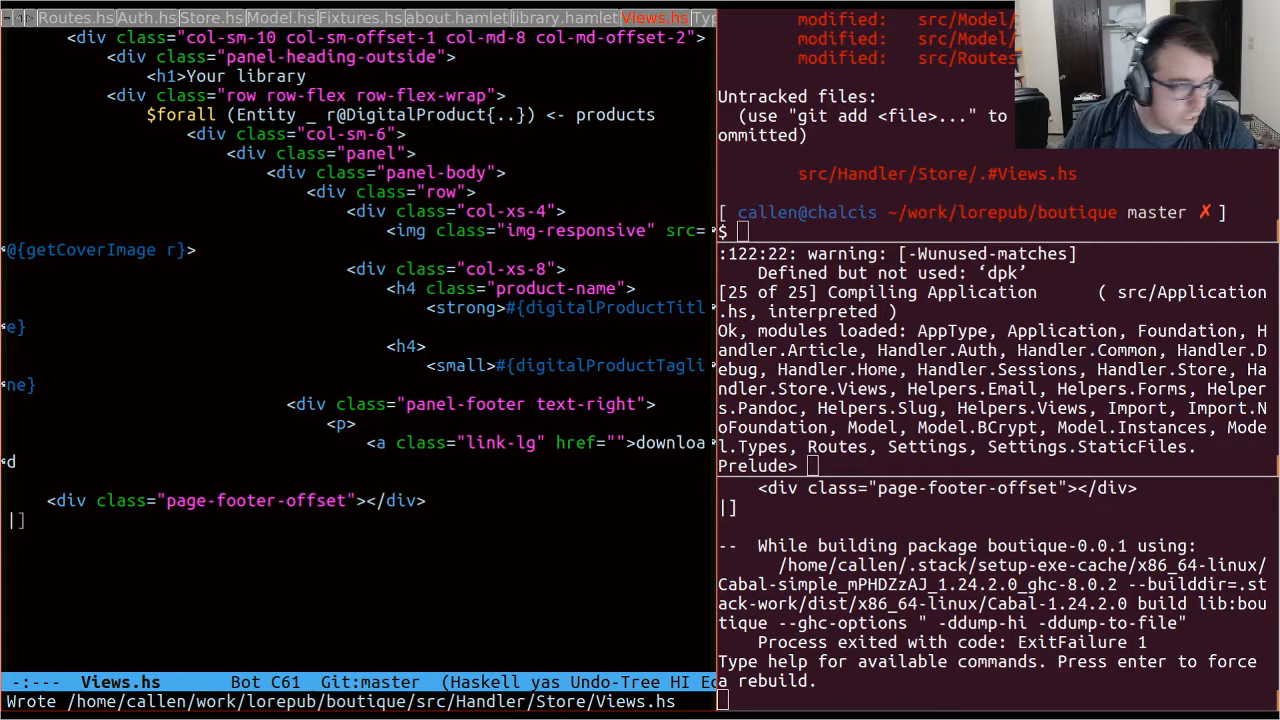 Routes.hs Auth.hs Store.hs Model.hs Fixtures.hs about.hamlet library.hamlet Views.hs Typ
<div class="col-sm-10 col-sm-offset-1 col-md-8 col-md-offset-2">
<div class="panel-heading-outside">
<h1>Your library
<div class="row row-flex row-flex-wrap">
$forall (Entity _ r@DigitalProduct{..}) <- products
<div class="col-sm-6">
<div class="panel">
<div class="panel-body">
<div class="row">
<div class="col-xs-4">
<img class="img-responsive" src=
@{getCoverImage r}>
<div class="col-xs-8">
<h4 class="product-name">
<strong>#{digitalProductTitl
e}
<h4>
<small>#{digitalProductTagli
ne}
<div class="panel-footer text-right">
<p>
<a class="link-lg" href="">downloa
d
<div class="page-footer-offset"></div>
|]
-:--- Views.hs Bot C61 Git:master (Haskell yas Undo-Tree HI Ec
Wrote /home/callen/work/lorepub/boutique/src/Handler/Store/Views.hs
modified: src/Model/
modified: src/Model/
modified: src/Routes
Untracked files:
(use "git add <file>..." to
ommitted)
src/Handler/Store/.#Views.hs
[ callen@chalcis ~/work/lorepub/boutique master ✗ ]
$
:122:22: warning: [-Wunused-matches]
Defined but not used: ‘dpk’
[25 of 25] Compiling Application ( src/Application
.hs, interpreted )
Ok, modules loaded: AppType, Application, Foundation, H
andler.Article, Handler.Auth, Handler.Common, Handler.D
ebug, Handler.Home, Handler.Sessions, Handler.Store, Ha
ndler.Store.Views, Helpers.Email, Helpers.Forms, Helper
s.Pandoc, Helpers.Slug, Helpers.Views, Import, Import.N
oFoundation, Model, Model.BCrypt, Model.Instances, Mode
l.Types, Routes, Settings, Settings.StaticFiles.
Prelude>
<div class="page-footer-offset"></div>
|]
-- While building package boutique-0.0.1 using:
/home/callen/.stack/setup-exe-cache/x86_64-linux/
Cabal-simple_mPHDZzAJ_1.24.2.0_ghc-8.0.2 --builddir=.st
ack-work/dist/x86_64-linux/Cabal-1.24.2.0 build lib:bou
tique --ghc-options " -ddump-hi -ddump-to-file"
Process exited with code: ExitFailure 1
Type help for available commands. Press enter to force
a rebuild.